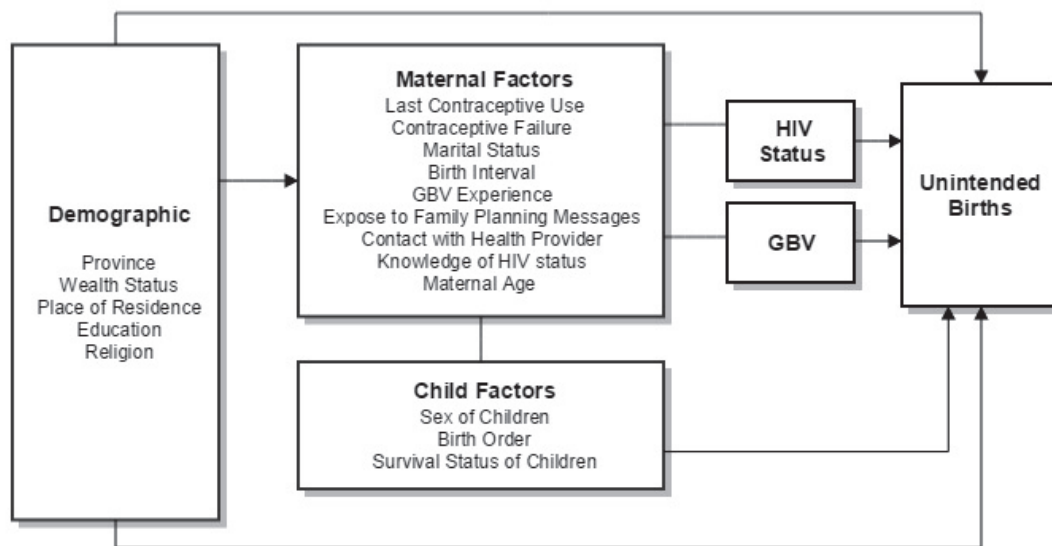 Demographic
Province
Wealth Status
Place of Residence
Education
Religion
Maternal Factors
Last Contraceptive Use
Contraceptive Failure
Marital Status
Birth Interval
GBV Experience
Expose to Family Planning Messages
Contact with Health Provider
Knowledge of HIV status
Maternal Age
Child Factors
Sex of Children
Birth Order
Survival Status of Children
HIV
Status
GBV
Unintended
Births